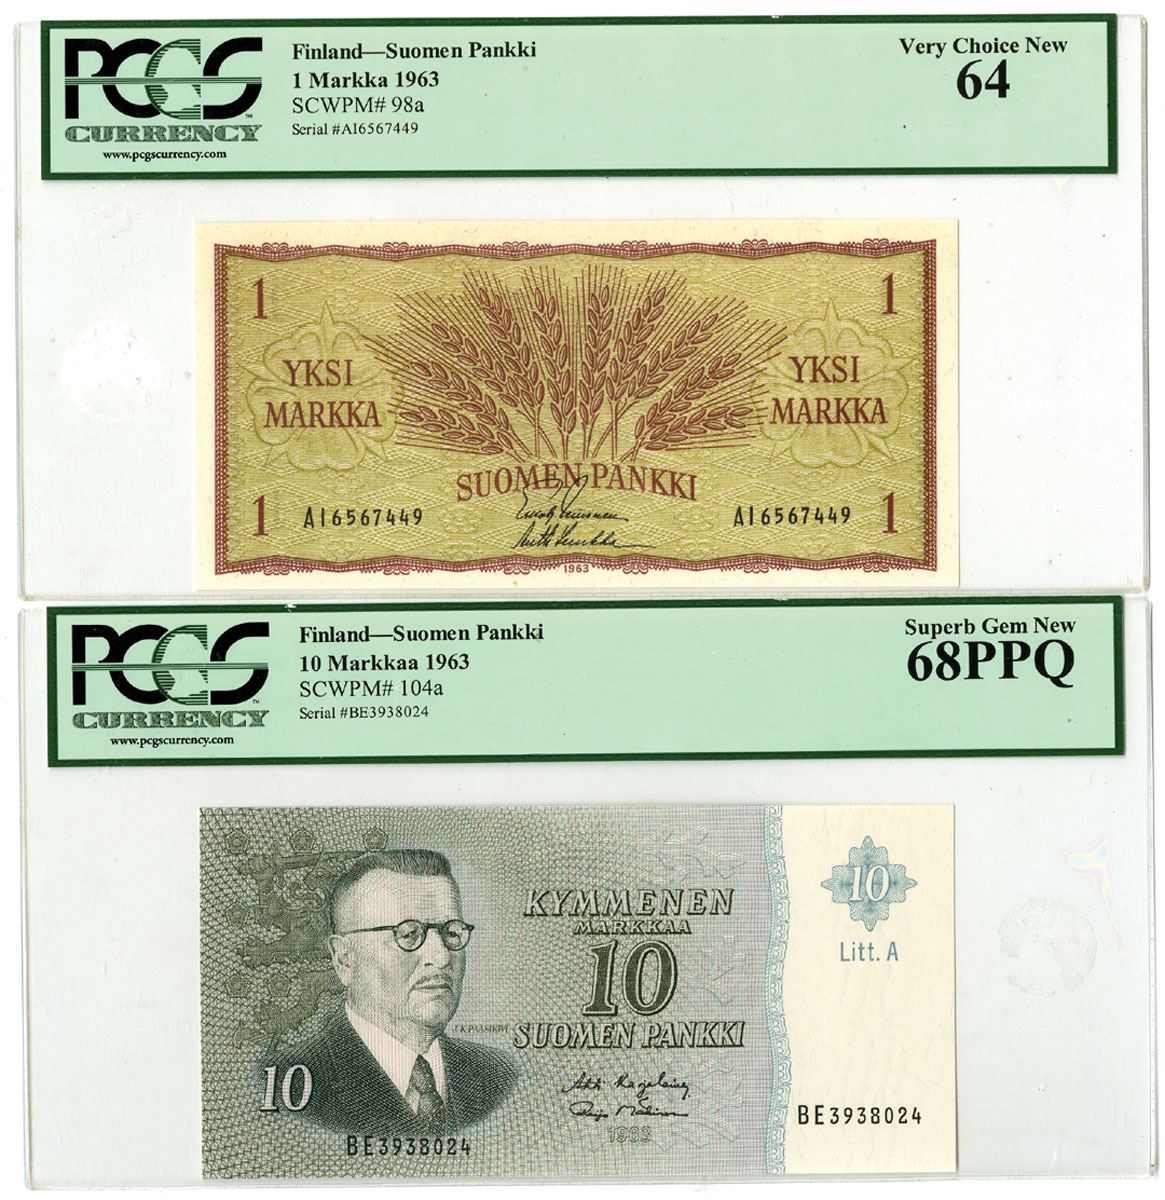 PCGS
CURRENCY
www.pcgscurrency.com
Finland—Suomen Pankki
1 Markka 1963
SCWPM# 98a
Serial #AI6567449
Very Choice New
64
1
1
YKSI
MARKKA
YKSI
MARKKA
SUOMEN PANKKI
1
AI6567449
AI6567449
1
1963
PCGS
CURRENCY
www.pcgscurrency.com
Finland—Suomen Pankki
10 Markkaa 1963
SCWPM# 104a
Serial #BE3938024
Superb Gem New
68PPQ
KYMMENEN
MARKKAA
10
J.K.PAASIKIVI
SUOMEN PANKKI
10
BE3938024
1963
10
Litt. A
BE3938024